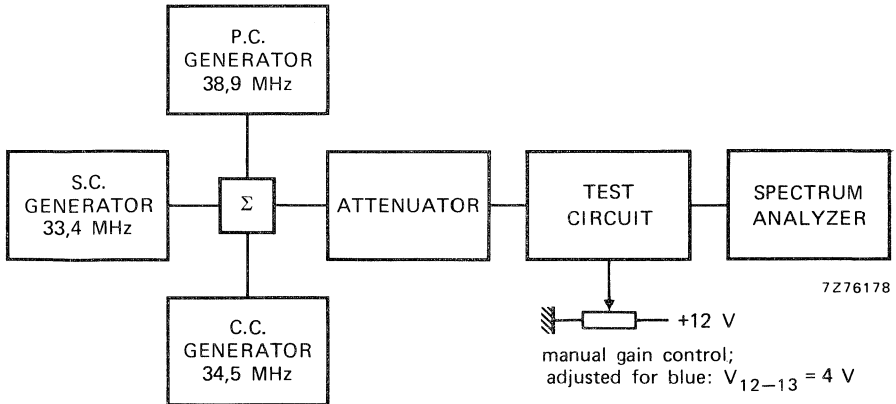 P.C.
GENERATOR
38,9 MHz
S.C.
GENERATOR
33,4 MHz
Σ
ATTENUATOR
TEST
CIRCUIT
SPECTRUM
ANALYZER
7Z76178
C.C.
GENERATOR
34,5 MHz
+12 V
manual gain control;
adjusted for blue: V12–13 = 4 V